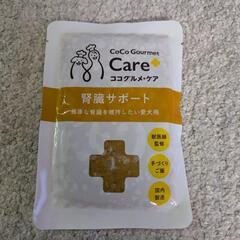 CoCo Gourmet
Care+
ココグルメ・ケア
腎臓サポート
健康な腎臓を維持したい愛犬用
獣医師
監修
手づくり
ご飯
国内
製造